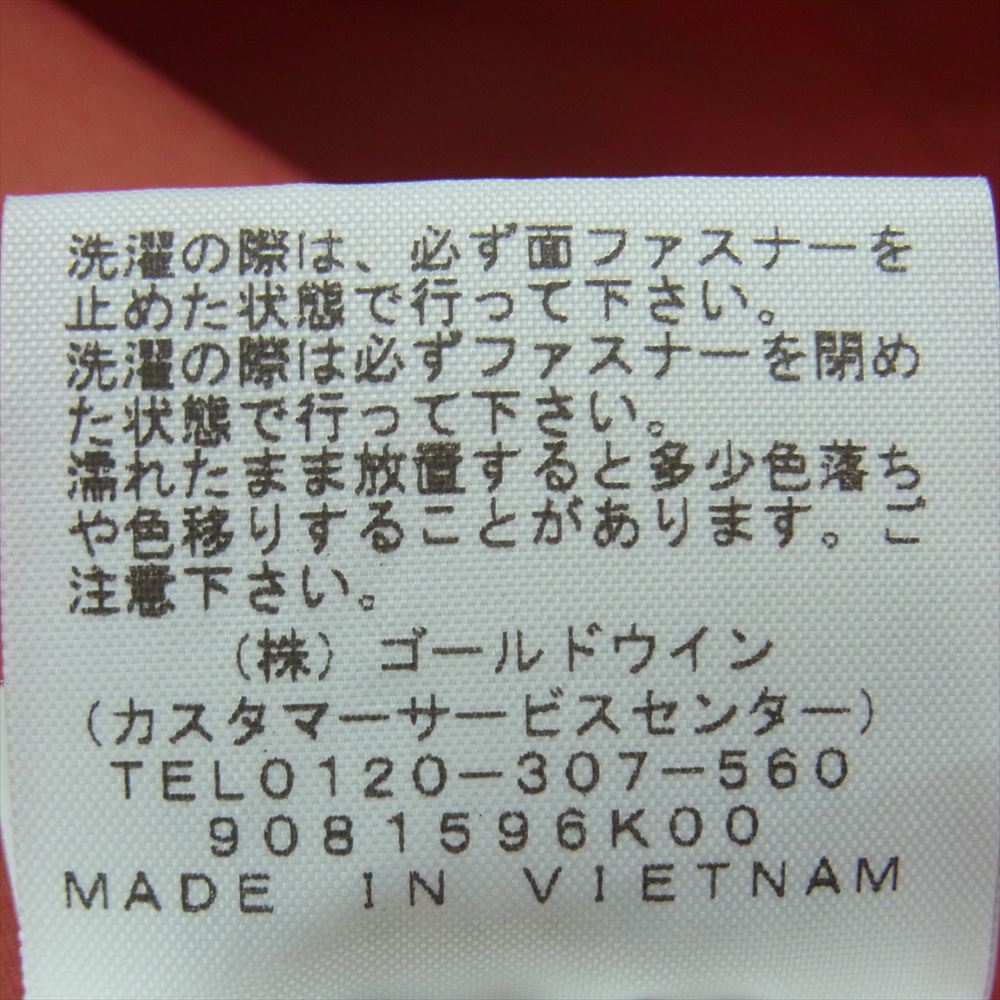 洗濯の際は、必ず面ファスナーを
止めた状態で行って下さい。
洗濯の際は必ずファスナーを閉め
た状態で行って下さい。
濡れたまま放置すると多少色落ち
や色移りすることがあります。ご
注意下さい。
(株)ゴールドウイン
(カスタマーサービスセンター)
TEL0120-307-560
9081596K00
MADE IN VIETNAM